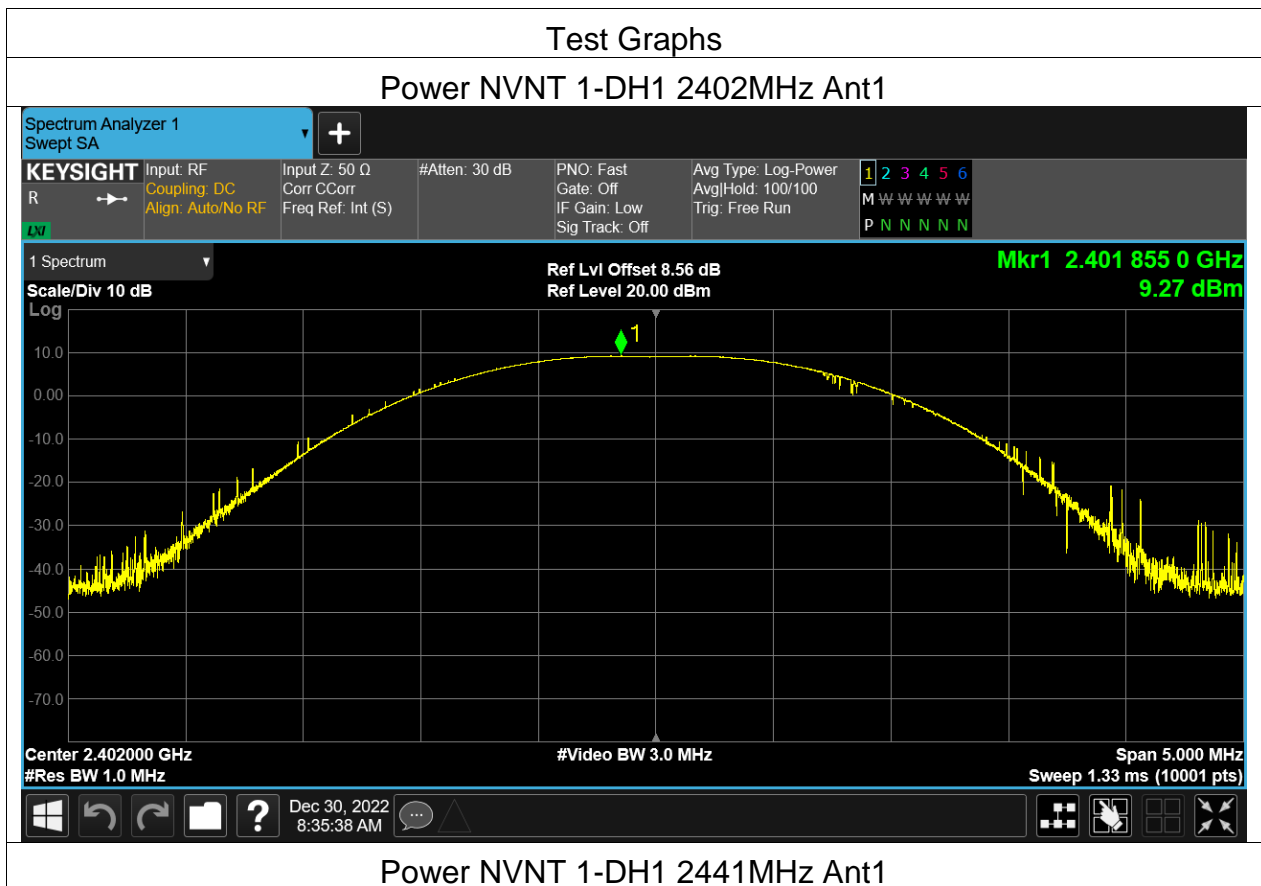 Test Graphs
Power NVNT 1-DH1 2402MHz Ant1
Spectrum Analyzer 1
Swept SA
KEYSIGHT Input: RF Input Z: 50 Ω #Atten: 30 dB PNO: Fast Avg Type: Log-Power 1 2 3 4 5 6
R Coupling: DC Corr CCorr Gate: Off Avg|Hold: 100/100 M W W W W W
Align: Auto/No RF Freq Ref: Int (S) IF Gain: Low Trig: Free Run
LXI Sig Track: Off P N N N N N
1 Spectrum Ref Lvl Offset 8.56 dB Mkr1 2.401 855 0 GHz
Scale/Div 10 dB Ref Level 20.00 dBm 9.27 dBm
Log
1
10.0
0.00
-10.0
-20.0
-30.0
-40.0
-50.0
-60.0
-70.0
Center 2.402000 GHz #Video BW 3.0 MHz Span 5.000 MHz
#Res BW 1.0 MHz Sweep 1.33 ms (10001 pts)
? Dec 30, 2022
8:35:38 AM
Power NVNT 1-DH1 2441MHz Ant1